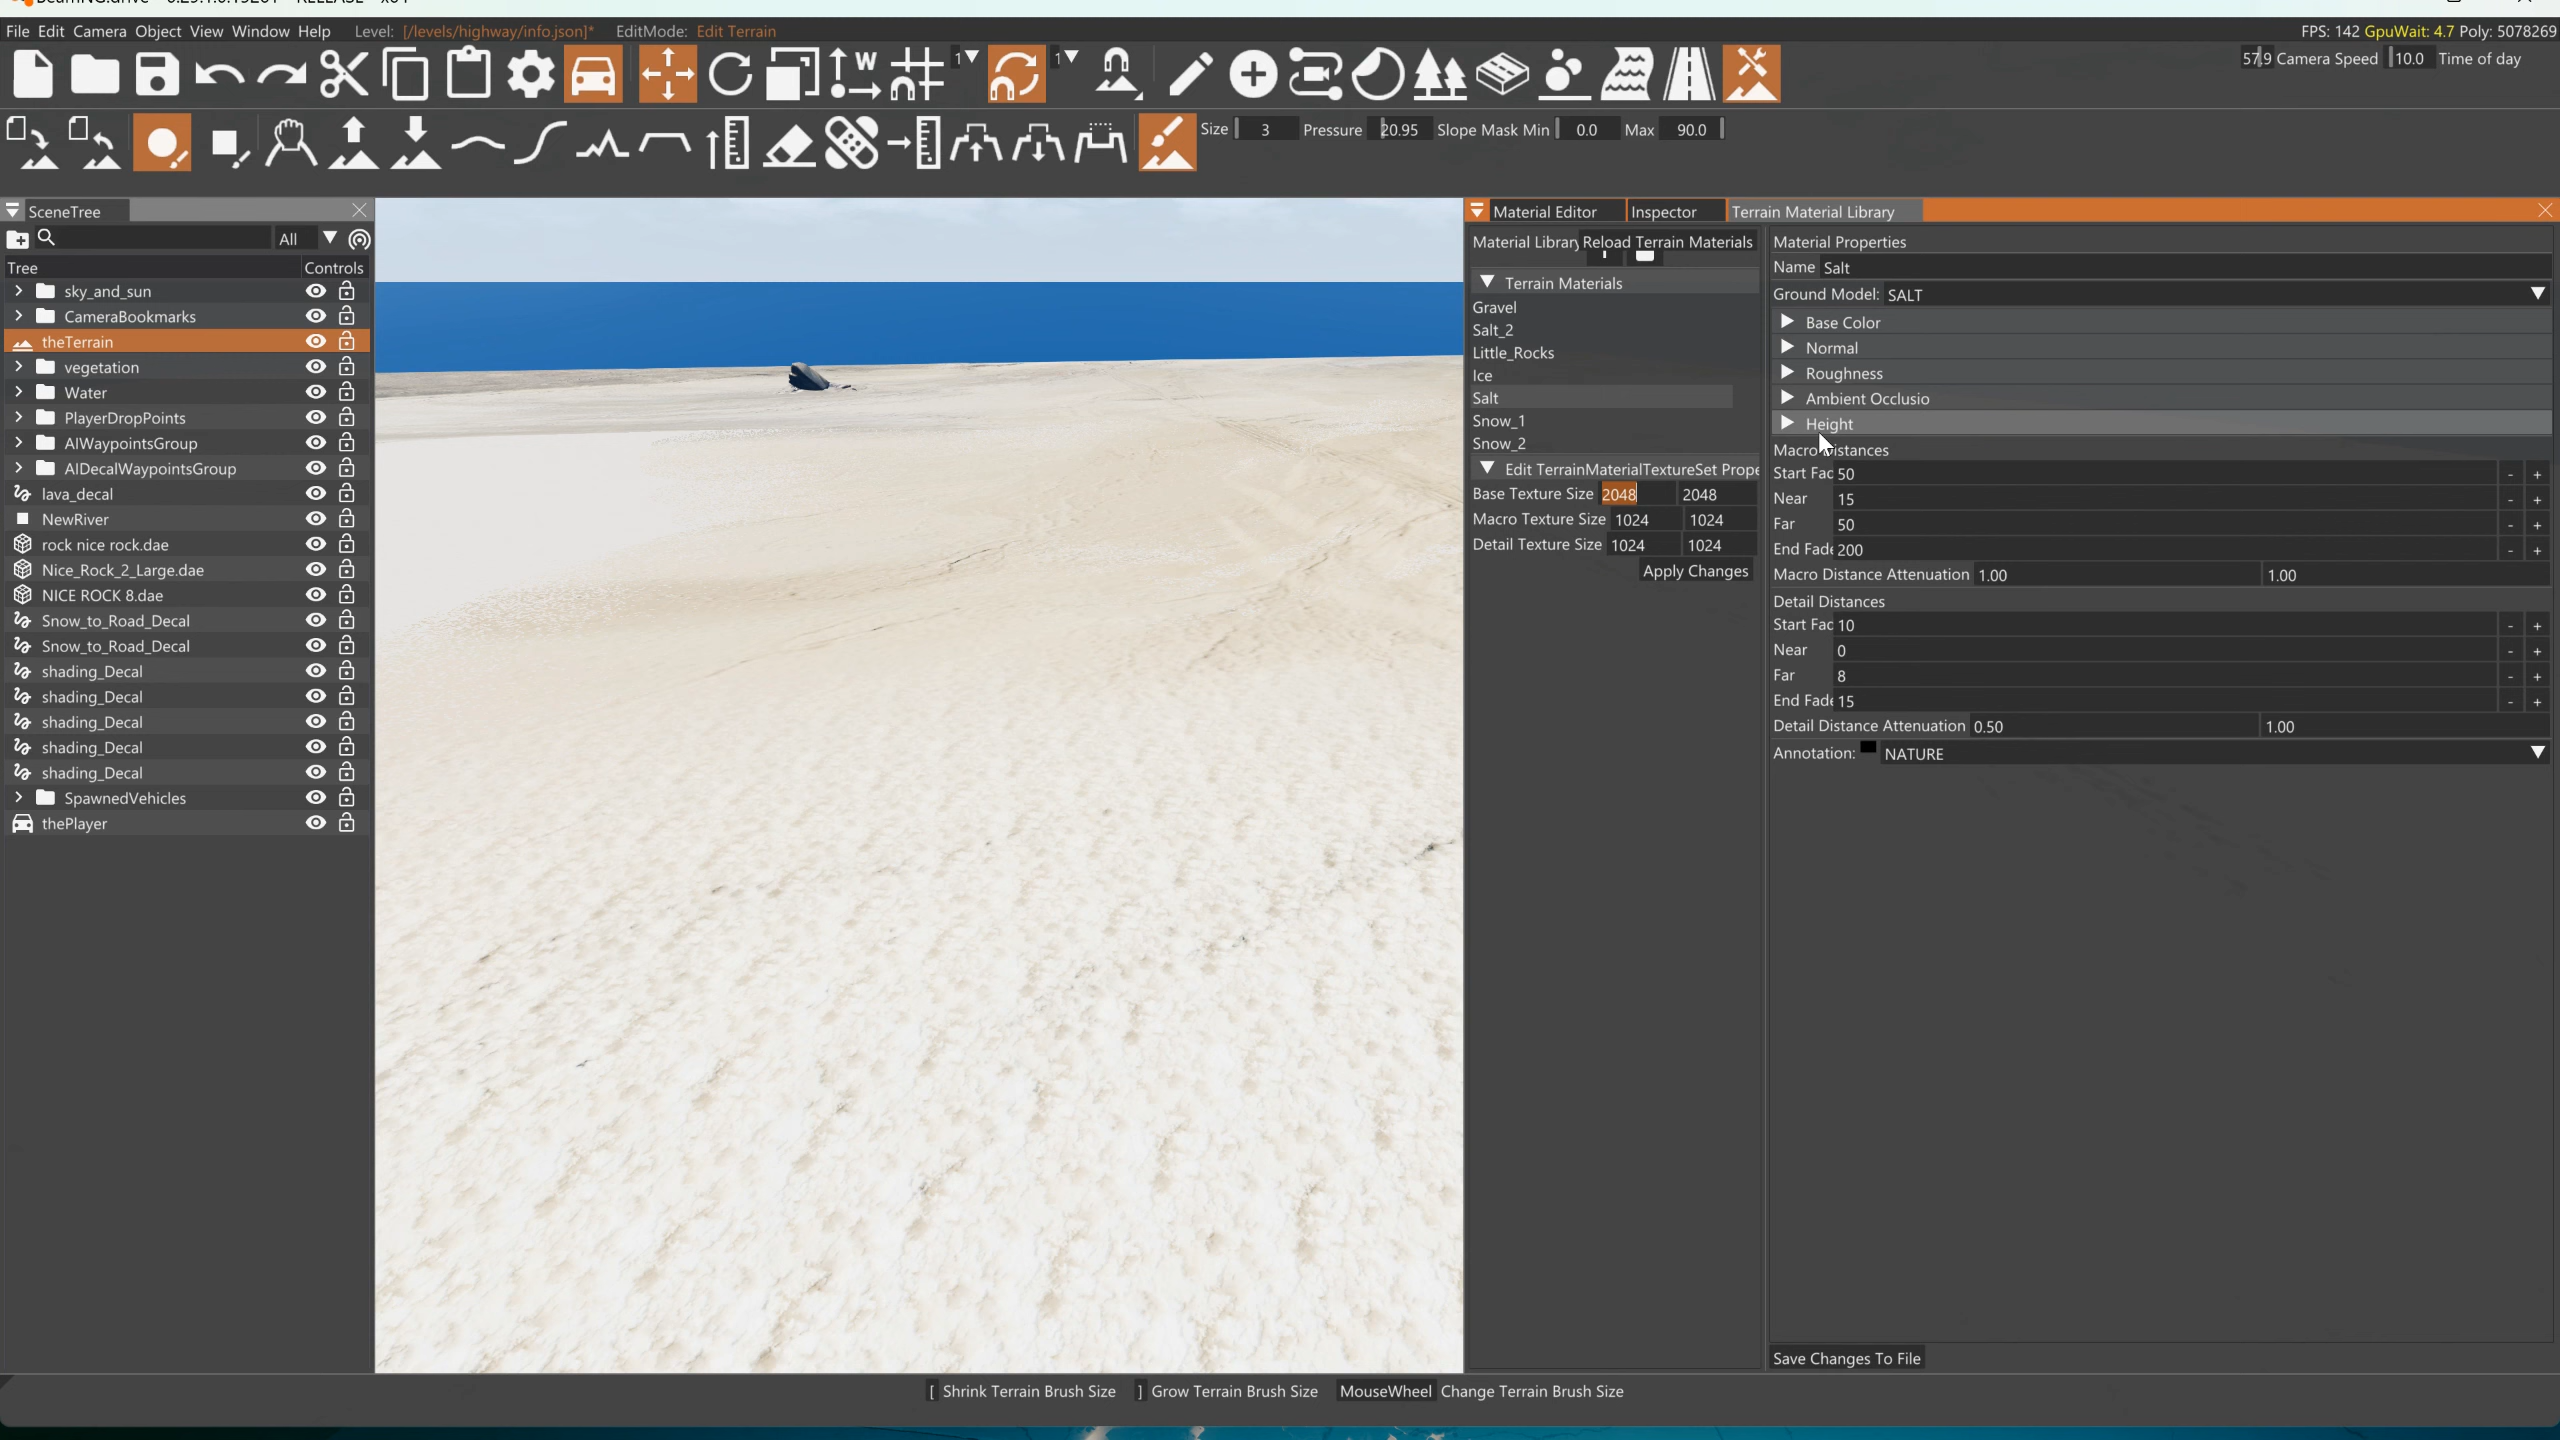 File Edit Camera Object View Window Help Level: [/levels/highway/info.json]* EditMode: Edit Terrain FPS: 142 GpuWait: 4.7 Poly: 5078269
1 1 57.9 Camera Speed 10.0 Time of day
W
Size 3 Pressure 20.95 Slope Mask Min 0.0 Max 90.0
SceneTree
All
Tree Controls
sky_and_sun
CameraBookmarks
theTerrain
vegetation
Water
PlayerDropPoints
AIWaypointsGroup
AIDecalWaypointsGroup
lava_decal
NewRiver
rock nice rock.dae
Nice_Rock_2_Large.dae
NICE ROCK 8.dae
Snow_to_Road_Decal
Snow_to_Road_Decal
shading_Decal
shading_Decal
shading_Decal
shading_Decal
shading_Decal
SpawnedVehicles
thePlayer
Material Editor Inspector Terrain Material Library
Material Library Reload Terrain Materials
Terrain Materials
Gravel
Salt_2
Little_Rocks
Ice
Salt
Snow_1
Snow_2
Edit TerrainMaterialTextureSet Prope
Base Texture Size 2048 2048
Macro Texture Size 1024 1024
Detail Texture Size 1024 1024
Apply Changes
Material Properties
Name Salt
Ground Model: SALT
Base Color
Normal
Roughness
Ambient Occlusio
Height
Macro Distances
Start Fad 50 - +
Near 15 - +
Far 50 - +
End Fade 200 - +
Macro Distance Attenuation 1.00 1.00
Detail Distances
Start Fad 10 - +
Near 0 - +
Far 8 - +
End Fade 15 - +
Detail Distance Attenuation 0.50 1.00
Annotation: NATURE
Save Changes To File
[ Shrink Terrain Brush Size ] Grow Terrain Brush Size MouseWheel Change Terrain Brush Size